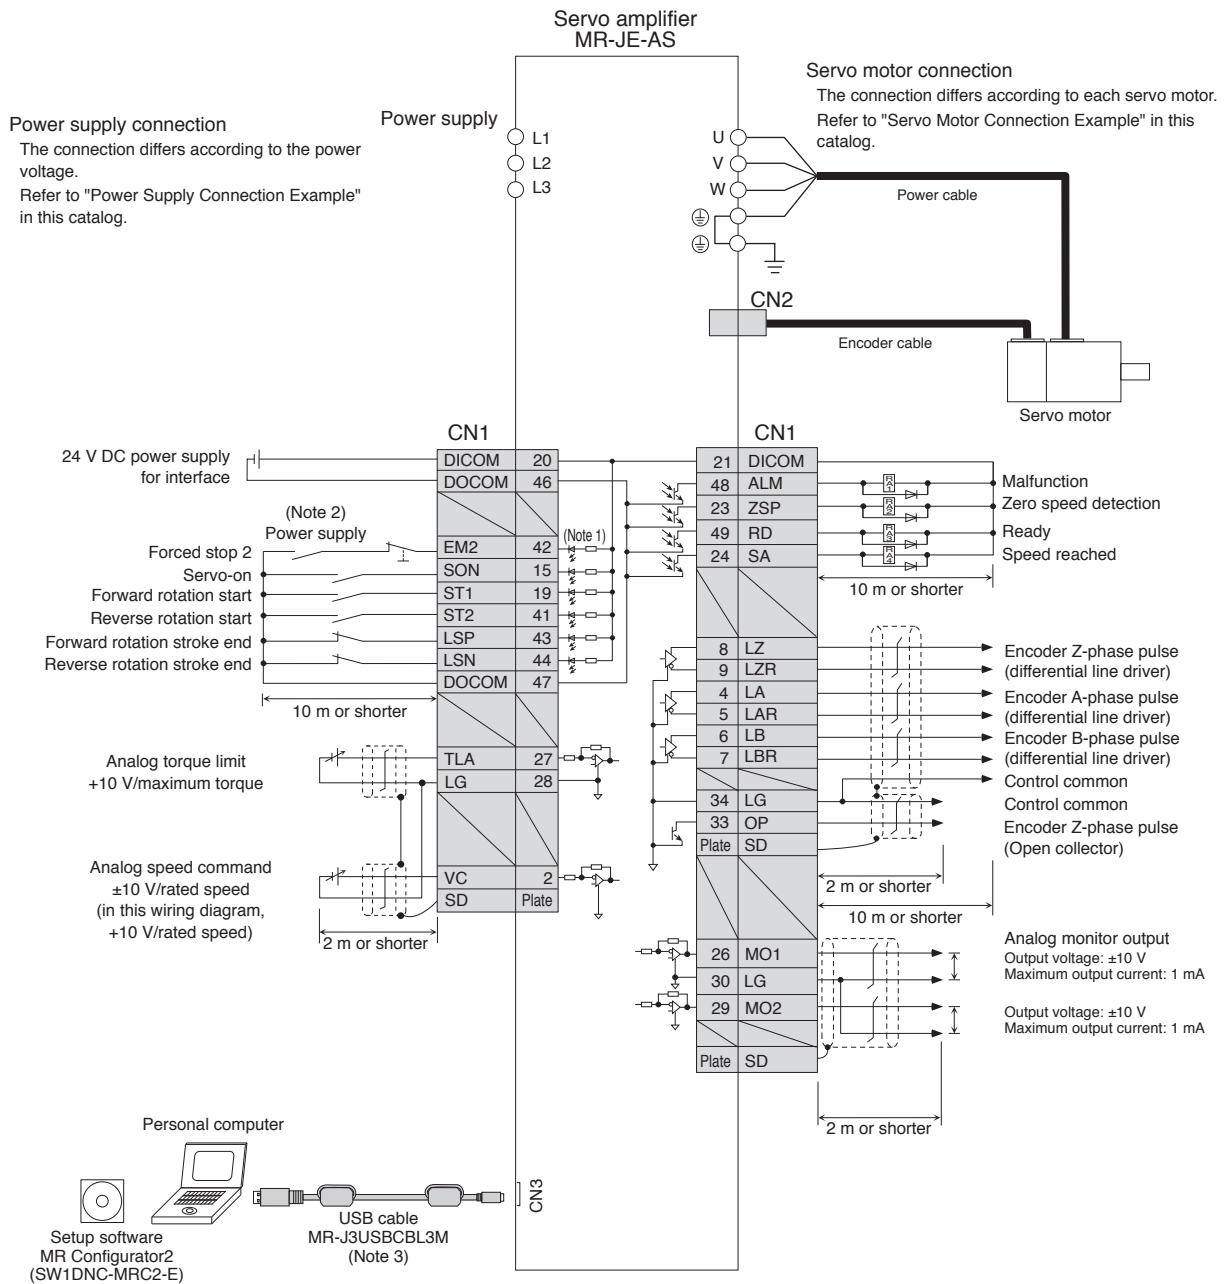 Servo amplifier
MR-JE-AS
Servo motor connection
The connection differs according to each servo motor.
Refer to "Servo Motor Connection Example" in this
catalog.
Power supply connection
The connection differs according to the power
voltage.
Refer to "Power Supply Connection Example"
in this catalog.
Power supply
L1
L2
L3
U
V
W
Power cable
CN2
Encoder cable
Servo motor
CN1
24 V DC power supply
for interface
DICOM 20
DOCOM 46
(Note 2)
Power supply
(Note 1)
Forced stop 2 EM2 42
Servo-on SON 15
Forward rotation start ST1 19
Reverse rotation start ST2 41
Forward rotation stroke end LSP 43
Reverse rotation stroke end LSN 44
DOCOM 47
10 m or shorter
Analog torque limit
+10 V/maximum torque
TLA 27
LG 28
Analog speed command
±10 V/rated speed
(in this wiring diagram,
+10 V/rated speed)
VC 2
SD Plate
2 m or shorter
CN1
21 DICOM
48 ALM RA1 Malfunction
23 ZSP RA2 Zero speed detection
49 RD RA3 Ready
24 SA RA4 Speed reached
10 m or shorter
8 LZ Encoder Z-phase pulse
9 LZR (differential line driver)
4 LA Encoder A-phase pulse
5 LAR (differential line driver)
6 LB Encoder B-phase pulse
7 LBR (differential line driver)
Control common
34 LG Control common
33 OP Encoder Z-phase pulse
Plate SD (Open collector)
2 m or shorter
10 m or shorter
Analog monitor output
26 MO1 Output voltage: ±10 V
30 LG Maximum output current: 1 mA
29 MO2 Output voltage: ±10 V
Maximum output current: 1 mA
Plate SD
2 m or shorter
Personal computer
CN3
USB cable
MR-J3USBCBL3M
(Note 3)
Setup software
MR Configurator2
(SW1DNC-MRC2-E)